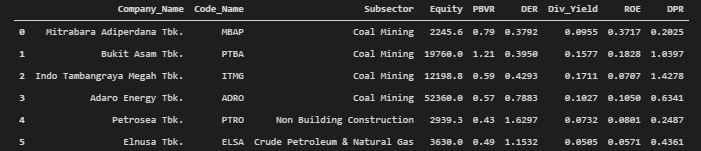 Company_Name Code_Name Subsector Equity PBVR DER Div_Yield ROE DPR
0 Mitrabara Adiperdana Tbk. MBAP Coal Mining 2245.6 0.79 0.3792 0.0955 0.3717 0.2025
1 Bukit Asam Tbk. PTBA Coal Mining 19760.0 1.21 0.3950 0.1577 0.1828 1.0397
2 Indo Tambangraya Megah Tbk. ITMG Coal Mining 12198.8 0.59 0.4293 0.1711 0.0707 1.4278
3 Adaro Energy Tbk. ADRO Coal Mining 52360.0 0.57 0.7883 0.1027 0.1050 0.6341
4 Petrosea Tbk. PTRO Non Building Construction 2939.3 0.43 1.6297 0.0732 0.0801 0.2487
5 Elnusa Tbk. ELSA Crude Petroleum & Natural Gas 3630.0 0.49 1.1532 0.0505 0.0571 0.4361